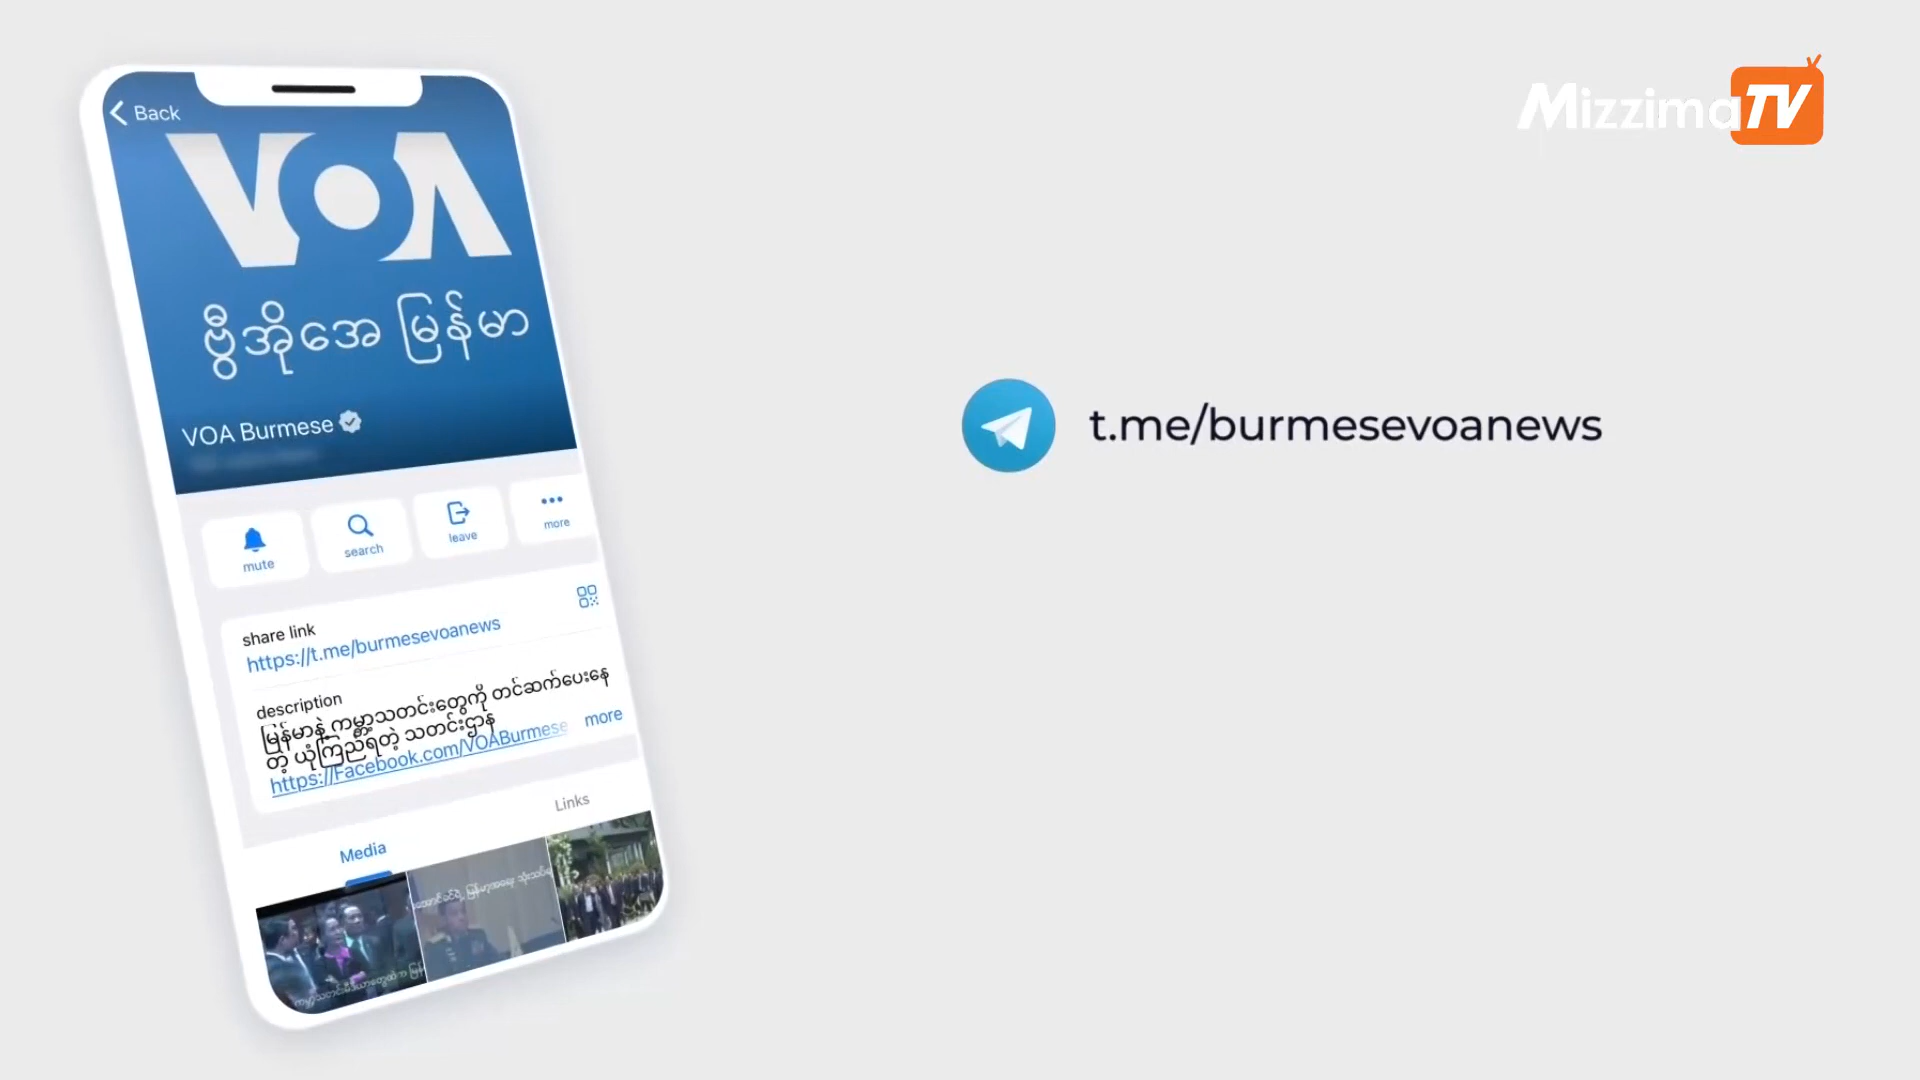 Back
VOA
ဗွီအိုအေ မြန်မာ
VOA Burmese
mute
search
leave
more
share link
https://t.me/burmesevoanews
description
မြန်မာနဲ့ ကမ္ဘာ့သတင်းတွေကို တင်ဆက်ပေးနေ
တဲ့ ယုံကြည်ရတဲ့ သတင်းဌာန
https://Facebook.com/VOABurmese
more
Media
Links
MizzimaTV
t.me/burmesevoanews